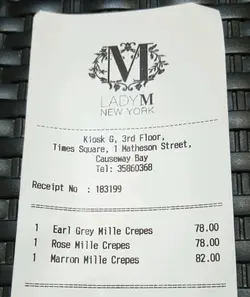 M
LADY M
NEW YORK
Kiosk G, 3rd Floor,
Times Square, 1 Matheson Street,
Causeway Bay
Tel: 35860368
Receipt No : 183199
1 Earl Grey Mille Crepes 78.00
1 Rose Mille Crepes 78.00
1 Marron Mille Crepes 82.00